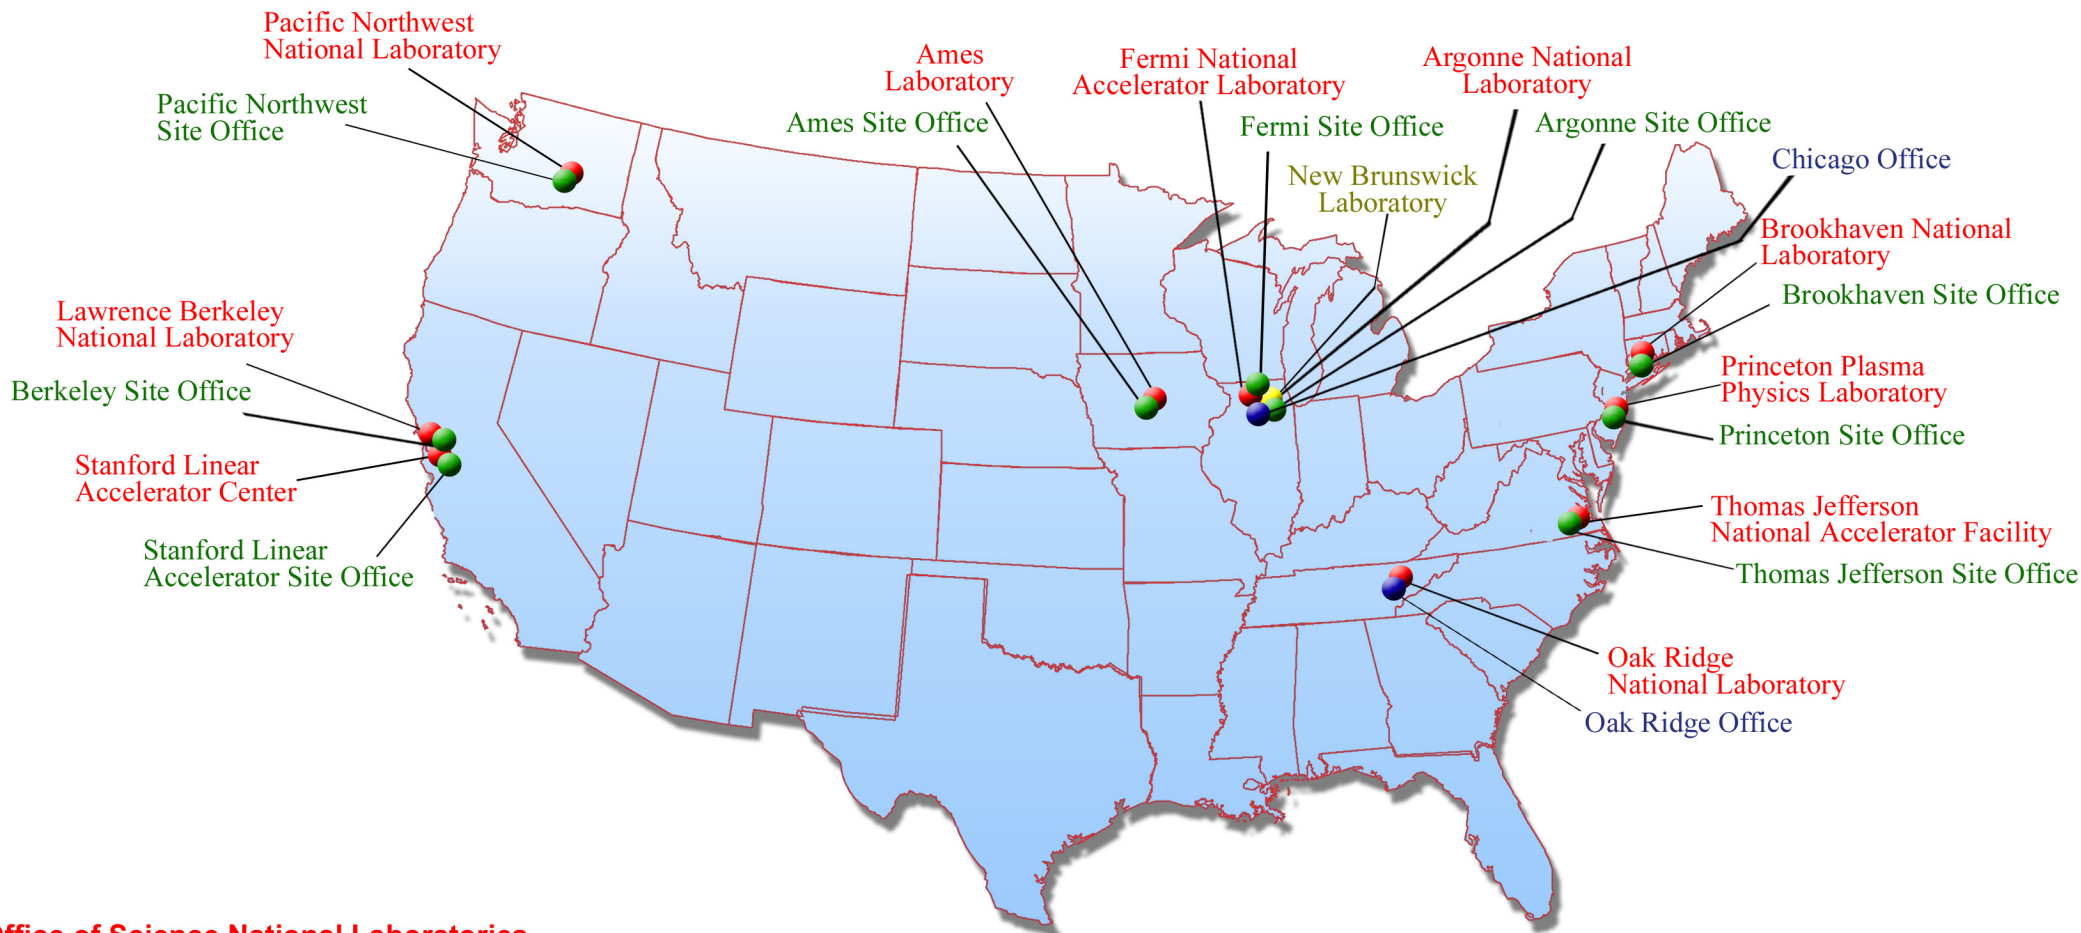 Pacific Northwest
National Laboratory
Pacific Northwest
Site Office
Ames
Laboratory
Ames Site Office
Fermi National
Accelerator Laboratory
Fermi Site Office
New Brunswick
Laboratory
Argonne National
Laboratory
Argonne Site Office
Chicago Office
Brookhaven National
Laboratory
Brookhaven Site Office
Lawrence Berkeley
National Laboratory
Berkeley Site Office
Stanford Linear
Accelerator Center
Stanford Linear
Accelerator Site Office
Princeton Plasma
Physics Laboratory
Princeton Site Office
Thomas Jefferson
National Accelerator Facility
Thomas Jefferson Site Office
Oak Ridge
National Laboratory
Oak Ridge Office
of Science National Laboratories